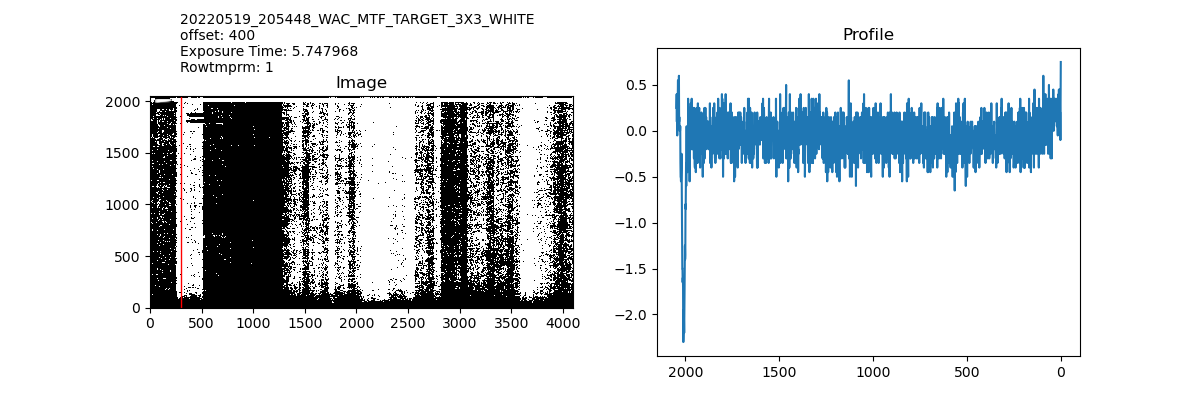 20220519_205448_WAC_MTF_TARGET_3X3_WHITE
offset: 400
Exposure Time: 5.747968
Rowtmprm: 1
Image
2000
1500
1000
500
0
0 500 1000 1500 2000 2500 3000 3500 4000
Profile
0.5
0.0
−0.5
−1.0
−1.5
−2.0
2000 1500 1000 500 0